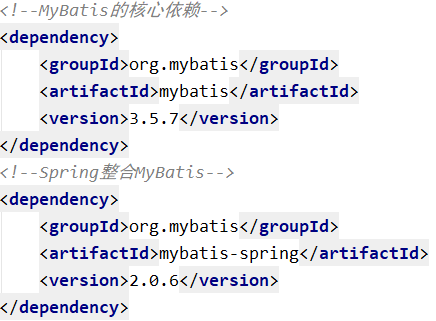 <!--MyBatis的核心依赖-->
<dependency>
    <groupId>org.mybatis</groupId>
    <artifactId>mybatis</artifactId>
    <version>3.5.7</version>
</dependency>
<!--Spring整合MyBatis-->
<dependency>
    <groupId>org.mybatis</groupId>
    <artifactId>mybatis-spring</artifactId>
    <version>2.0.6</version>
</dependency>